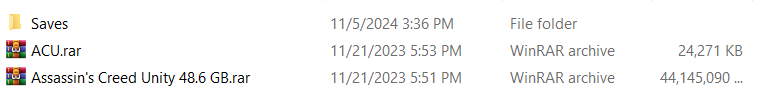 Saves 11/5/2024 3:36 PM File folder
ACU.rar 11/21/2023 5:53 PM WinRAR archive 24,271 KB
Assassin's Creed Unity 48.6 GB.rar 11/21/2023 5:51 PM WinRAR archive 44,145,090 ...